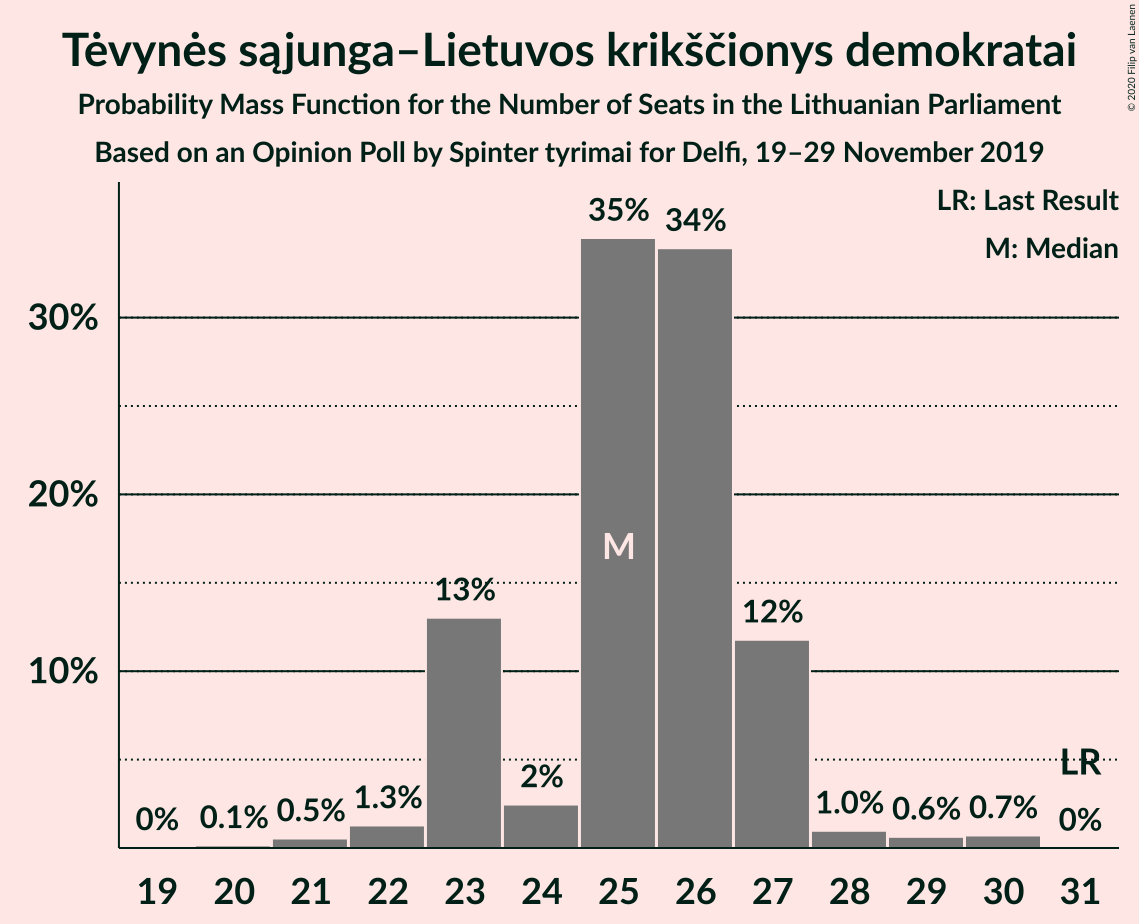 Tėvynės sąjunga–Lietuvos krikščionys demokratai
Probability Mass Function for the Number of Seats in the Lithuanian Parliament
Based on an Opinion Poll by Spinter tyrimai for Delfi, 19–29 November 2019
© 2020 Filip van Laenen
LR: Last Result
M: Median
30%
20%
10%
0%
0.1%
0.5%
1.3%
13%
2%
35%
M
34%
12%
1.0%
0.6%
0.7%
LR
0%
19 20 21 22 23 24 25 26 27 28 29 30 31